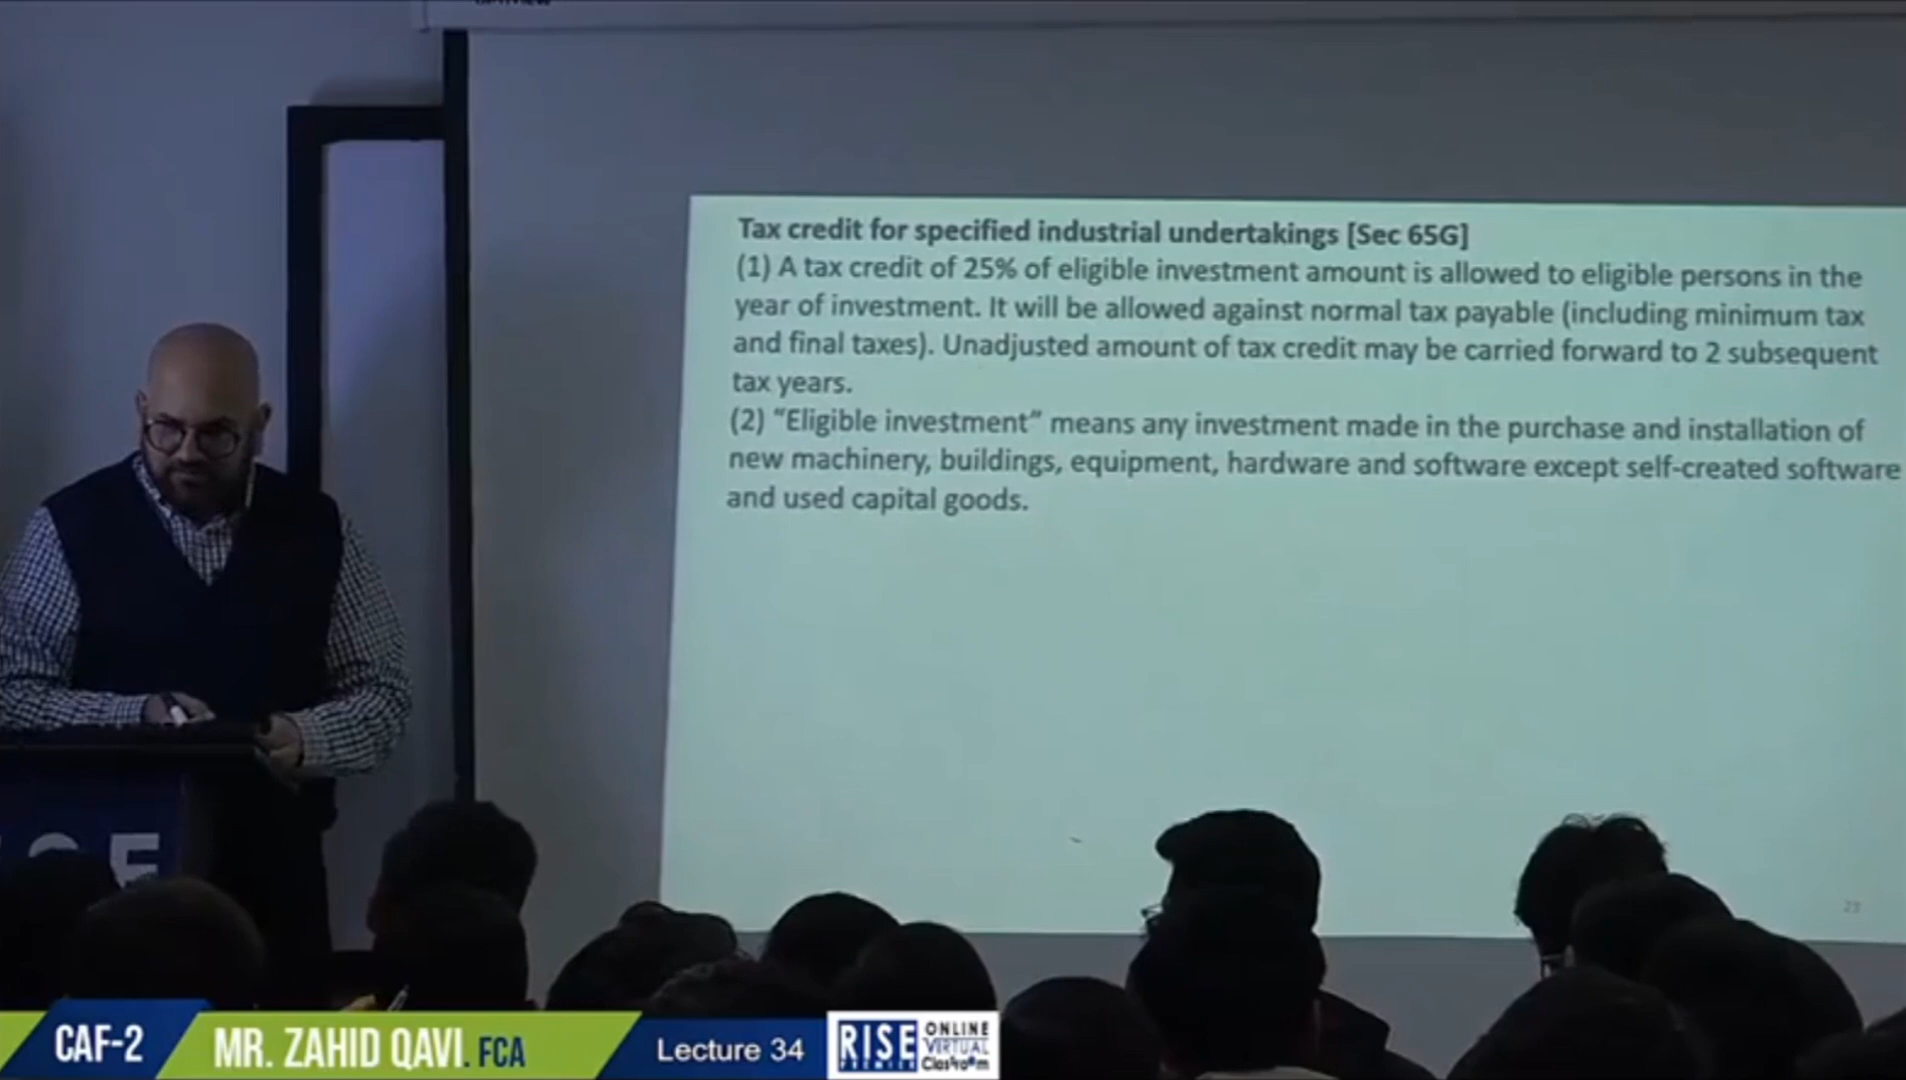 Tax credit for specified industrial undertakings [Sec 65G]
(1) A tax credit of 25% of eligible investment amount is allowed to eligible persons in the
year of investment. It will be allowed against normal tax payable (including minimum tax
and final taxes). Unadjusted amount of tax credit may be carried forward to 2 subsequent
tax years.
(2) "Eligible investment" means any investment made in the purchase and installation of
new machinery, buildings, equipment, hardware and software except self-created software
and used capital goods.
CAF-2
MR. ZAHID QAVI. FCA
Lecture 34
RISE
PREMIER
ONLINE
VIRTUAL
Classroom